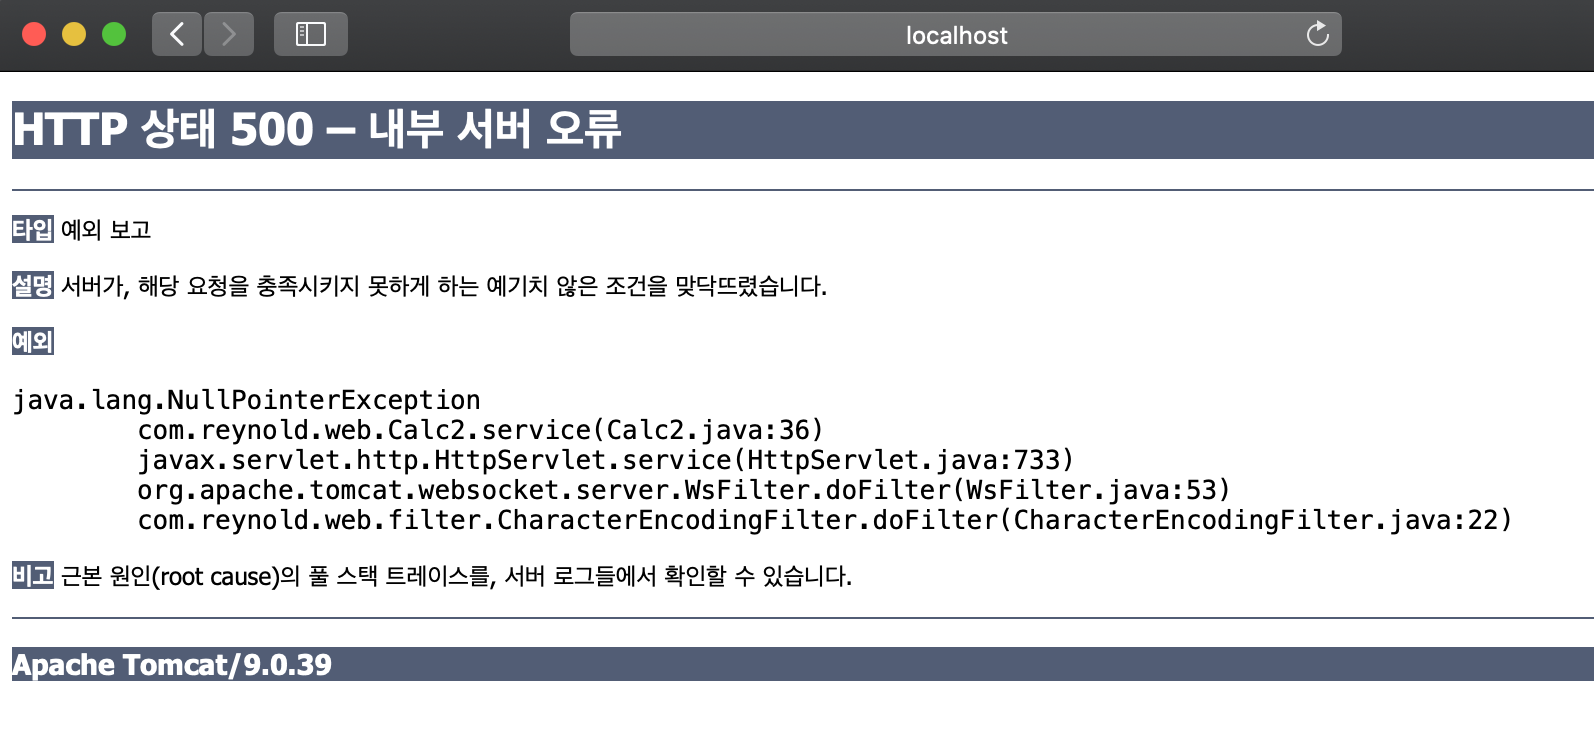 localhost
HTTP 상태 500 – 내부 서버 오류
타입 예외 보고
설명 서버가, 해당 요청을 충족시키지 못하게 하는 예기치 않은 조건을 맞닥뜨렸습니다.
예외
java.lang.NullPointerException
com.reynold.web.Calc2.service(Calc2.java:36)
javax.servlet.http.HttpServlet.service(HttpServlet.java:733)
org.apache.tomcat.websocket.server.WsFilter.doFilter(WsFilter.java:53)
com.reynold.web.filter.CharacterEncodingFilter.doFilter(CharacterEncodingFilter.java:22)
비고 근본 원인(root cause)의 풀 스택 트레이스를, 서버 로그들에서 확인할 수 있습니다.
Apache Tomcat/9.0.39